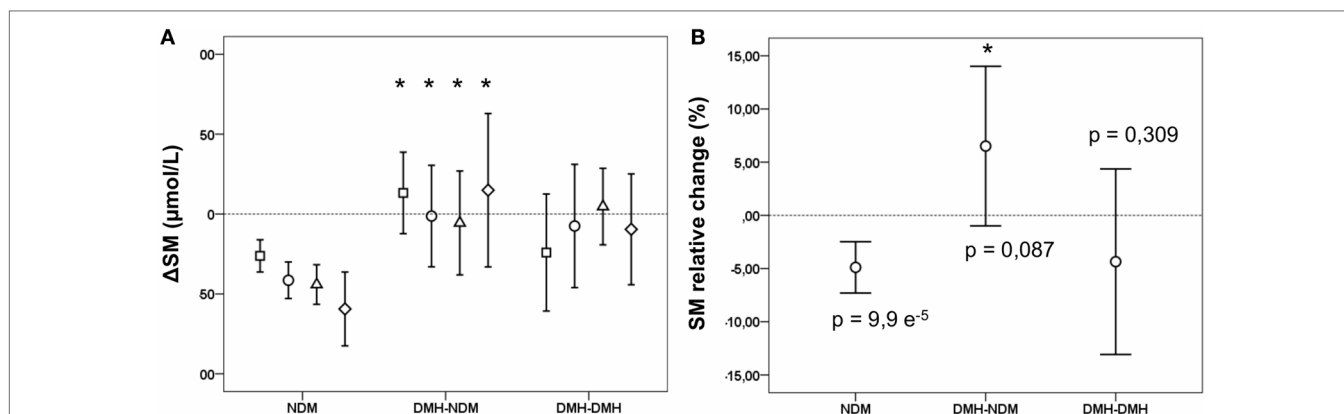 A
ΔSM (µmol/L)
00
50
0
50
00
* * * *
NDM
DMH-NDM
DMH-DMH
B
SM relative change (%)
15,00
10,00
5,00
,00
-5,00
-10,00
-15,00
*
p = 0,309
p = 0,087
p = 9,9 e-5
NDM
DMH-NDM
DMH-DMH